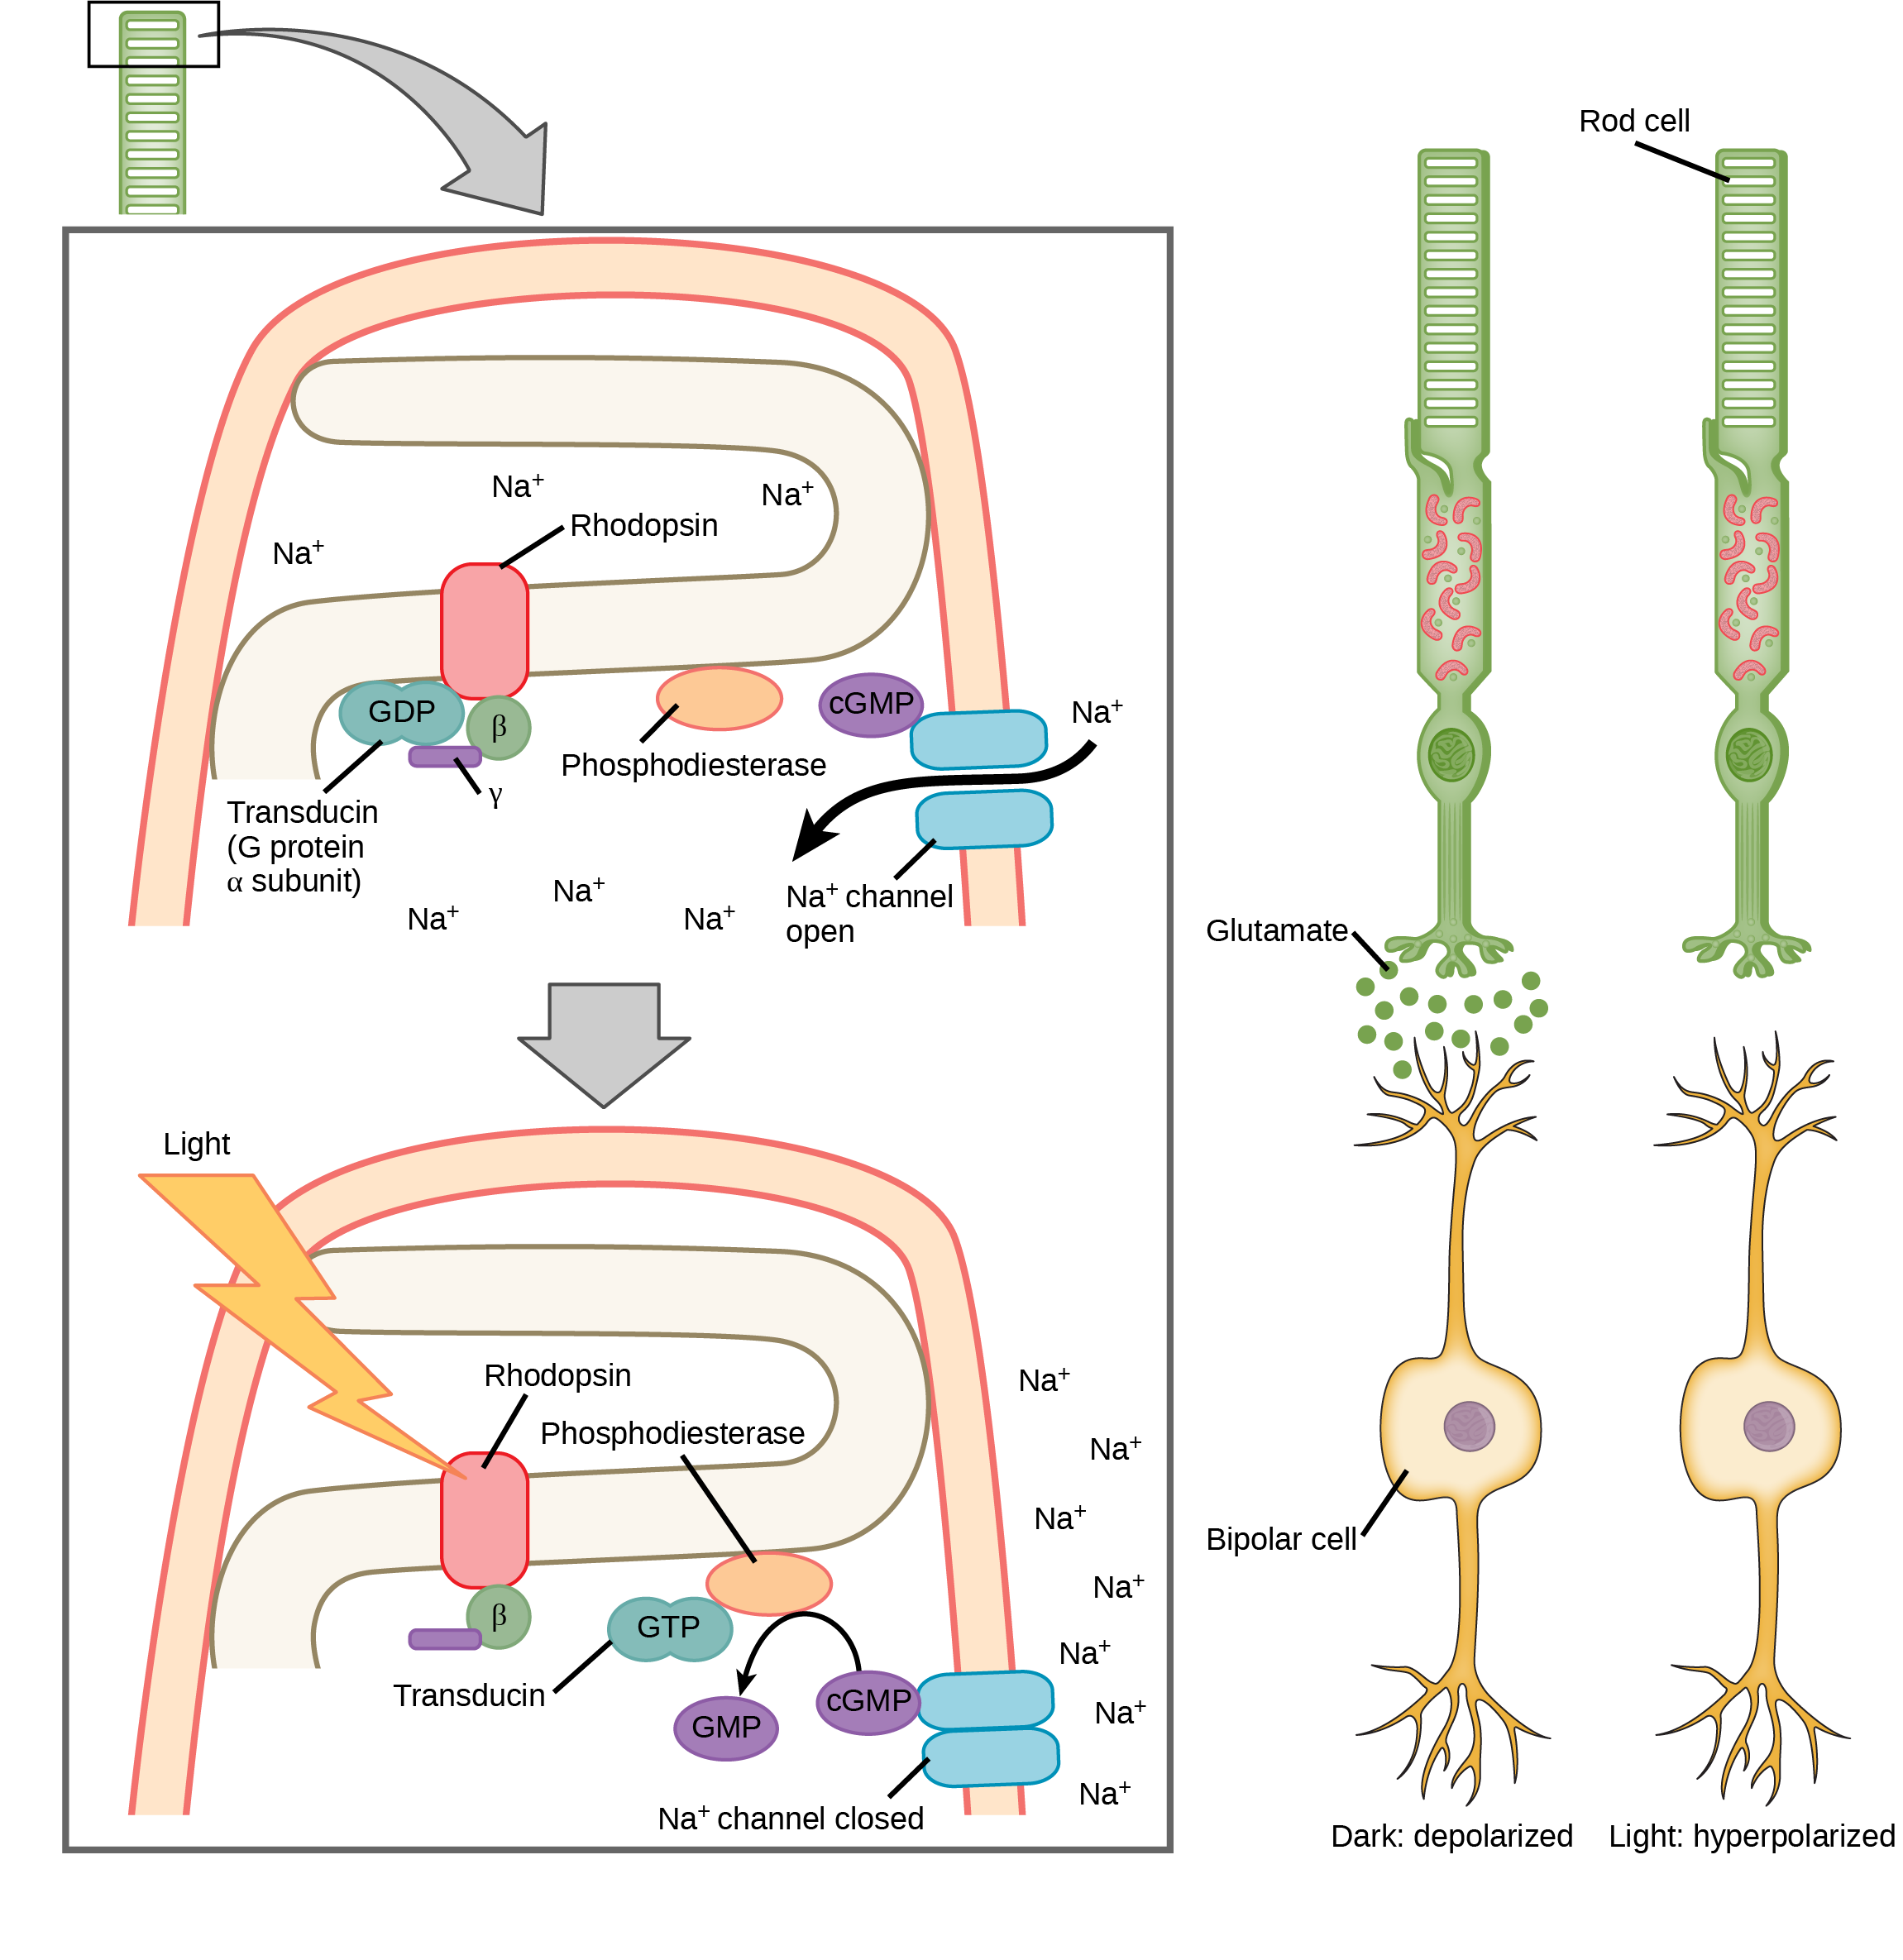 Rod cell
Na⁺
Na⁺
Rhodopsin
Na⁺
GDP
β
cGMP
Na⁺
Phosphodiesterase
γ
Transducin
(G protein
α subunit)
Na⁺
Na⁺
Na⁺
Na⁺ channel
open
Glutamate
Light
Rhodopsin
Phosphodiesterase
Na⁺
Na⁺
Na⁺
Na⁺
Na⁺
Na⁺
Na⁺
β
GTP
Transducin
GMP
cGMP
Na⁺ channel closed
Bipolar cell
Dark: depolarized
Light: hyperpolarized